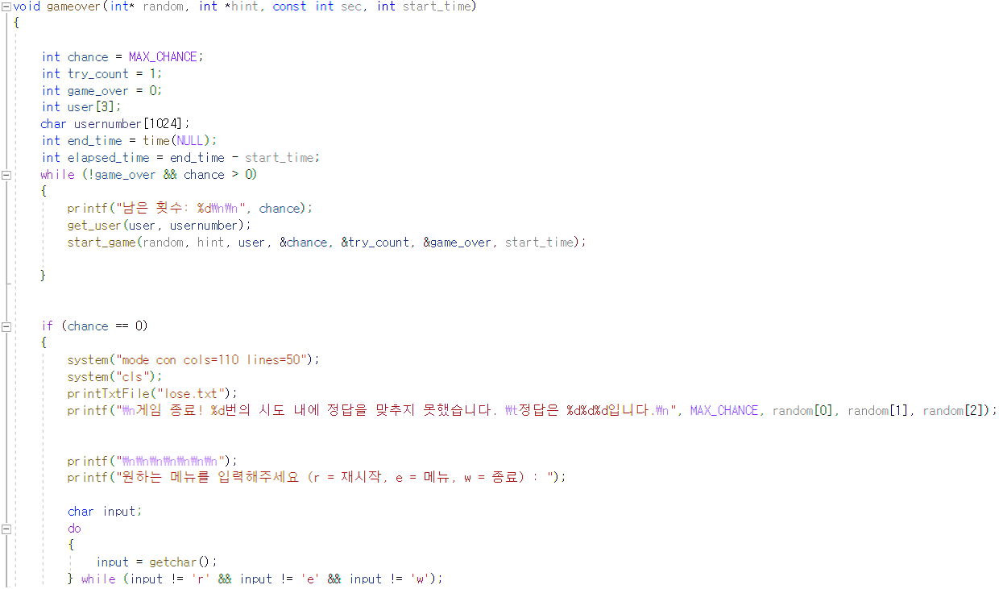 void gameover(int* random, int *hint, const int sec, int start_time)
{
int chance = MAX_CHANCE;
int try_count = 1;
int game_over = 0;
int user[3];
char usernumber[1024];
int end_time = time(NULL);
int elapsed_time = end_time - start_time;
while (!game_over && chance > 0)
{
printf("남은 횟수: %d₩n₩n", chance);
get_user(user, usernumber);
start_game(random, hint, user, &chance, &try_count, &game_over, start_time);
}
if (chance == 0)
{
system("mode con cols=110 lines=50");
system("cls");
printTxtFile("lose.txt");
printf("₩n게임 종료! %d번의 시도 내에 정답을 맞추지 못했습니다. ₩t정답은 %d%d%d입니다.₩n", MAX_CHANCE, random[0], random[1], random[2]);
printf("₩n₩n₩n₩n₩n₩n₩n");
printf("원하는 메뉴를 입력해주세요 (r = 재시작, e = 메뉴, w = 종료) : ");
char input;
do
{
input = getchar();
} while (input != 'r' && input != 'e' && input != 'w');